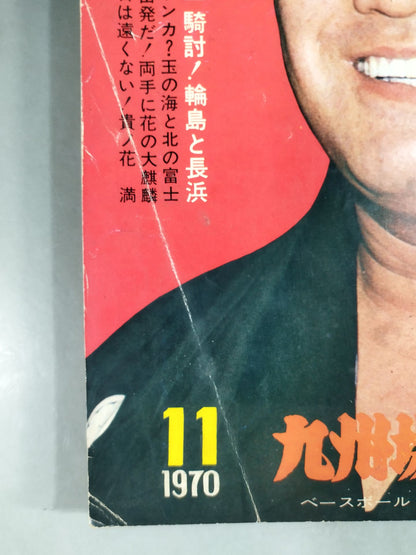 騎討!輪島と長浜
ンカ?玉の海と北の富士
出発だ!両手に花の大麒麟
は遠くない!貴ノ花 満
11
1970
九州場
ベースボール